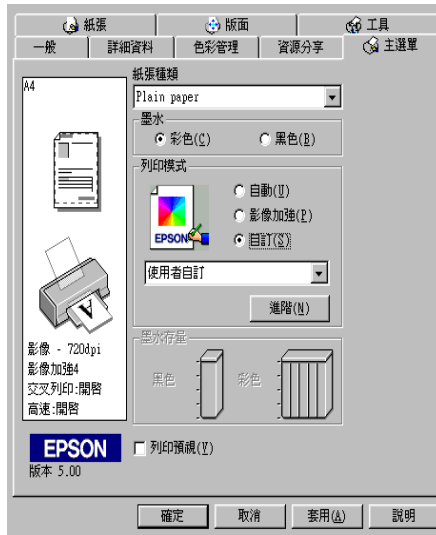 紙張 版面 工具
一般 詳細資料 色彩管理 資源分享 主選單
A4
紙張種類
Plain paper
墨水
彩色(C) 黑色(B)
列印模式
自動(U)
影像加強(P)
自訂(S)
EPSON
使用者自訂
進階(N)
A
影像 - 720dpi
影像加強4
交叉列印:開啓
高速:開啓
墨水存量
黑色 彩色
EPSON
版本 5.00
列印預視(V)
確定 取消 套用(A) 說明